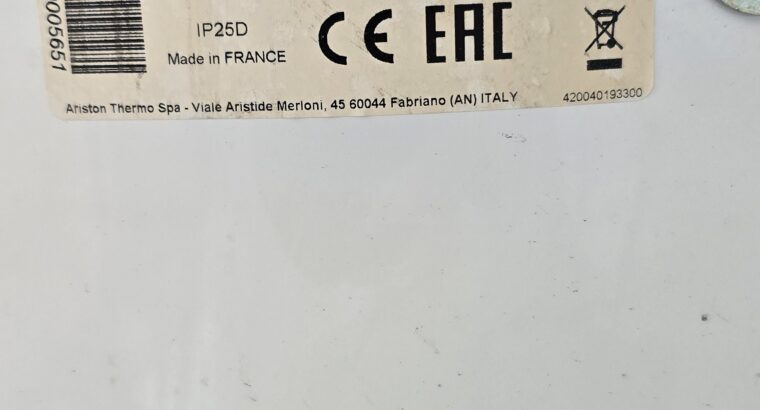 005651
IP25D
Made in FRANCE
CE EAC
Ariston Thermo Spa - Viale Aristide Merloni, 45 60044 Fabriano (AN) ITALY
420040193300